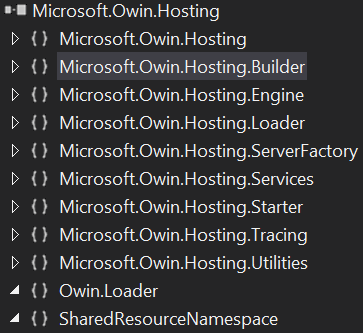 Microsoft.Owin.Hosting
{ } Microsoft.Owin.Hosting
{ } Microsoft.Owin.Hosting.Builder
{ } Microsoft.Owin.Hosting.Engine
{ } Microsoft.Owin.Hosting.Loader
{ } Microsoft.Owin.Hosting.ServerFactory
{ } Microsoft.Owin.Hosting.Services
{ } Microsoft.Owin.Hosting.Starter
{ } Microsoft.Owin.Hosting.Tracing
{ } Microsoft.Owin.Hosting.Utilities
{ } Owin.Loader
{ } SharedResourceNamespace